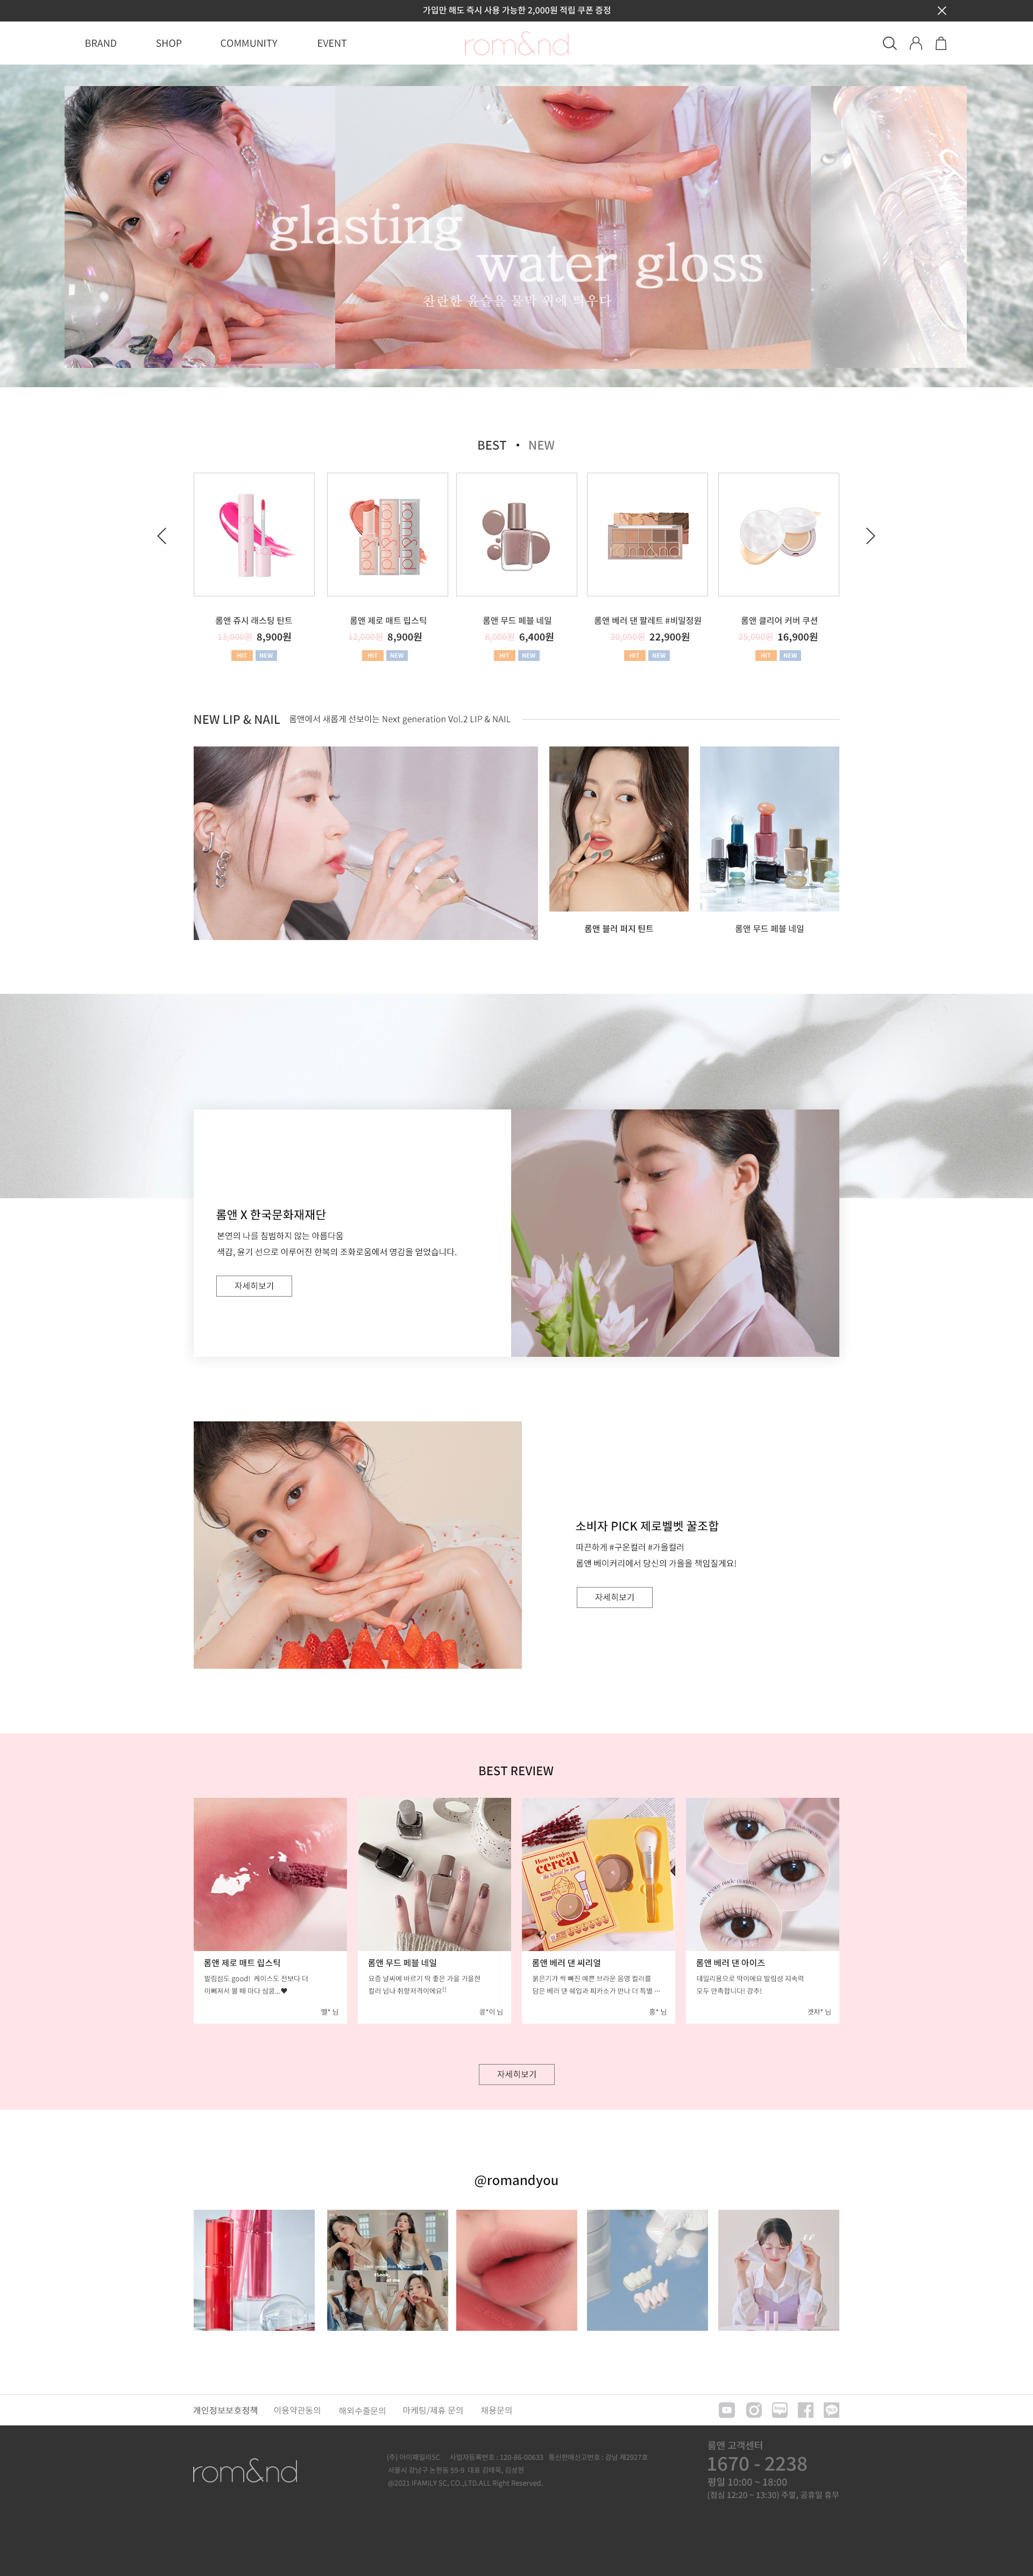 가입만 해도 즉시 사용 가능한 2,000원 적립 쿠폰 증정
BRAND SHOP COMMUNITY EVENT
rom&nd
glasting
water gloss
찬란한 윤슬을 물막 위에 띄우다
BEST • NEW
롬앤 쥬시 래스팅 틴트
13,000원 8,900원
HIT NEW
롬앤 제로 매트 립스틱
12,000원 8,900원
HIT NEW
롬앤 무드 페블 네일
8,000원 6,400원
HIT NEW
롬앤 베러 댄 팔레트 #비밀정원
30,000원 22,900원
HIT NEW
롬앤 클리어 커버 쿠션
25,000원 16,900원
HIT NEW
NEW LIP & NAIL 롬앤에서 새롭게 선보이는 Next generation Vol.2 LIP & NAIL
롬앤 블러 퍼지 틴트
롬앤 무드 페블 네일
롬앤 X 한국문화재재단
본연의 나를 침범하지 않는 아름다움
색감, 윤기 선으로 이루어진 한복의 조화로움에서 영감을 얻었습니다.
자세히보기
소비자 PICK 제로벨벳 꿀조합
따끈하게 #구운컬러 #가을컬러
롬앤 베이커리에서 당신의 가을을 책임질게요!
자세히보기
BEST REVIEW
How to enjoy
cereal
롬앤 제로 매트 립스틱
발림섬도 good! 케이스도 전보다 더
이뻐져서 볼 때 마다 심쿵...♥
엘* 님
롬앤 무드 페블 네일
요즘 날씨에 바르기 딱 좋은 가을 가을한
컬러 넘나 취향저격이에요!!
콩*이 님
롬앤 베러 댄 씨리얼
붉은기가 싹 빠진 예쁜 브라운 음영 컬러를
담은 베러 댄 쉐입과 피카소가 만나 더 특별 ···
홍* 님
롬앤 베러 댄 아이즈
데일리용으로 딱이에요 발림성 지속력
모두 만족합니다! 강추!
갯차* 님
자세히보기
@romandyou
개인정보보호정책 이용약관동의 해외수출문의 마케팅/제휴 문의 채용문의
rom&nd
(주) 아이패밀리SC 사업자등록번호 : 120-86-00633 통신판매신고번호 : 강남 제2927호
서울시 강남구 논현동 55-9 대표 김태욱, 김성현
@2021 IFAMILY SC, CO.,LTD.ALL Right Reserved.
롬앤 고객센터
1670 - 2238
평일 10:00 ~ 18:00
(점심 12:20 ~ 13:30) 주말, 공휴일 휴무